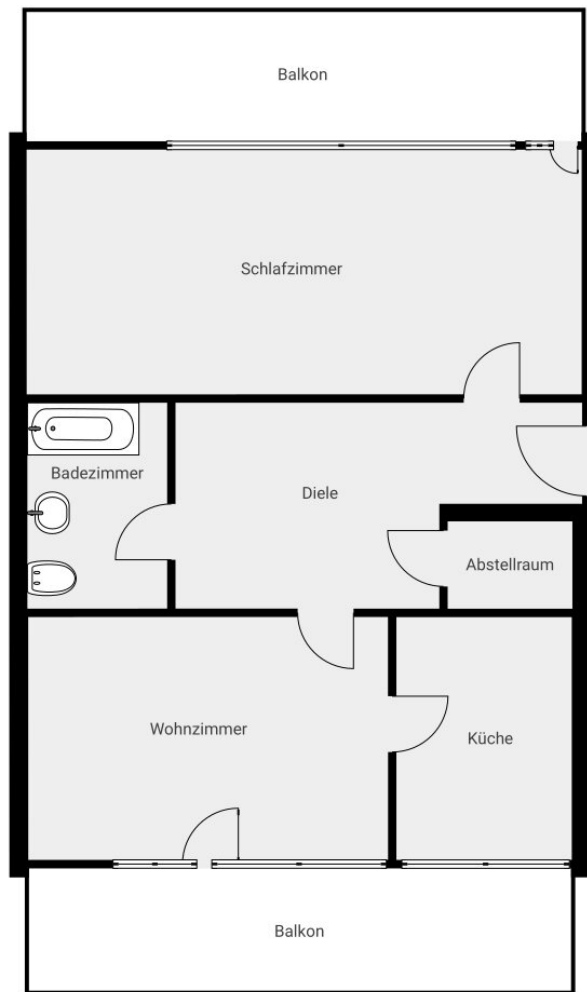 Balkon
Schlafzimmer
Badezimmer
Diele
Abstellraum
Wohnzimmer
Küche
Balkon